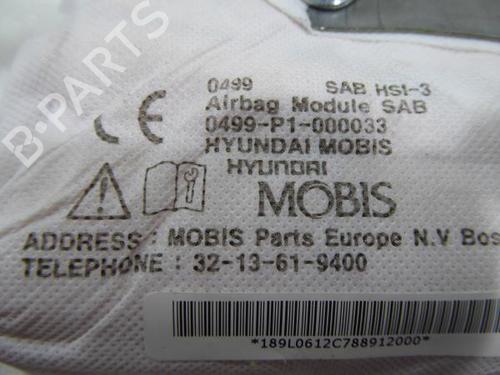 B-PARTS
0499 SAB HSI-3
CE Airbag Module SAB
0499-P1-000033
HYUNDAI MOBIS
HYUNDAI
MOBIS
ADDRESS : MOBIS Parts Europe N.V Bos
TELEPHONE : 32-13-61-9400
*189L0612C788912000*